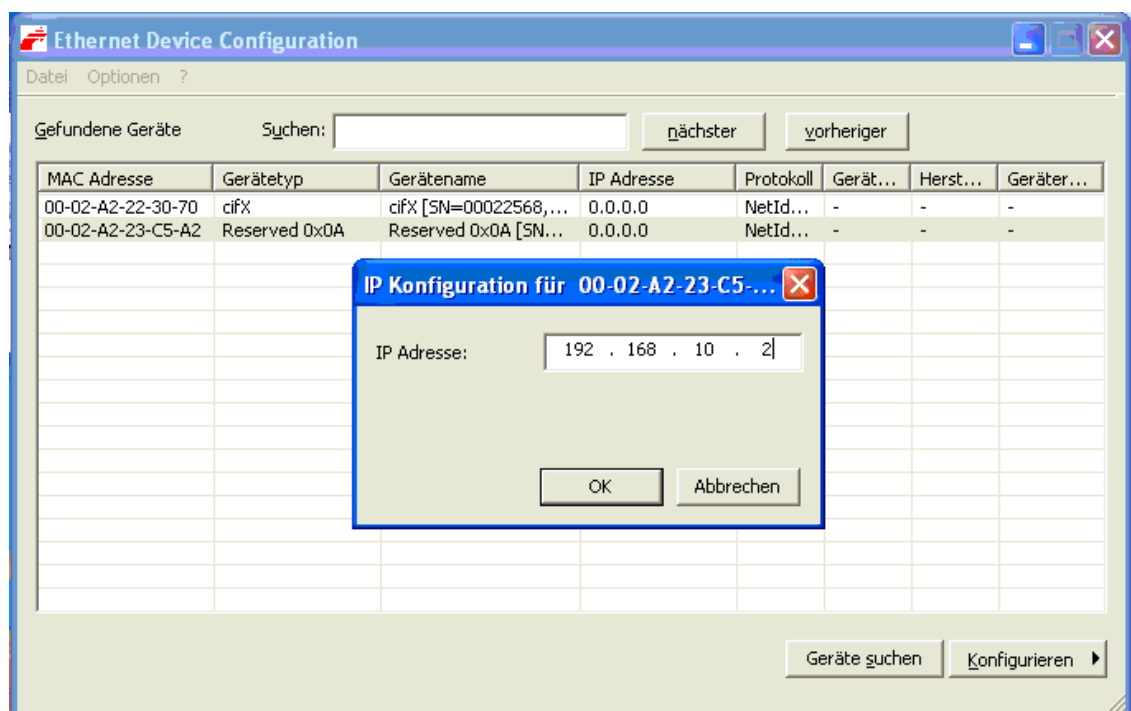 Ethernet Device Configuration
Datei Optionen ?
Gefundene Geräte Suchen: nächster vorheriger
MAC Adresse Gerätetyp Gerätename IP Adresse Protokoll Gerät... Herst... Geräter...
00-02-A2-22-30-70 cifX cifX [SN=00022568,... 0.0.0.0 NetId... - - -
00-02-A2-23-C5-A2 Reserved 0x0A Reserved 0x0A [SN... 0.0.0.0 NetId... - - -
IP Konfiguration für 00-02-A2-23-C5-...
IP Adresse: 192 . 168 . 10 . 2
OK Abbrechen
Geräte suchen Konfigurieren